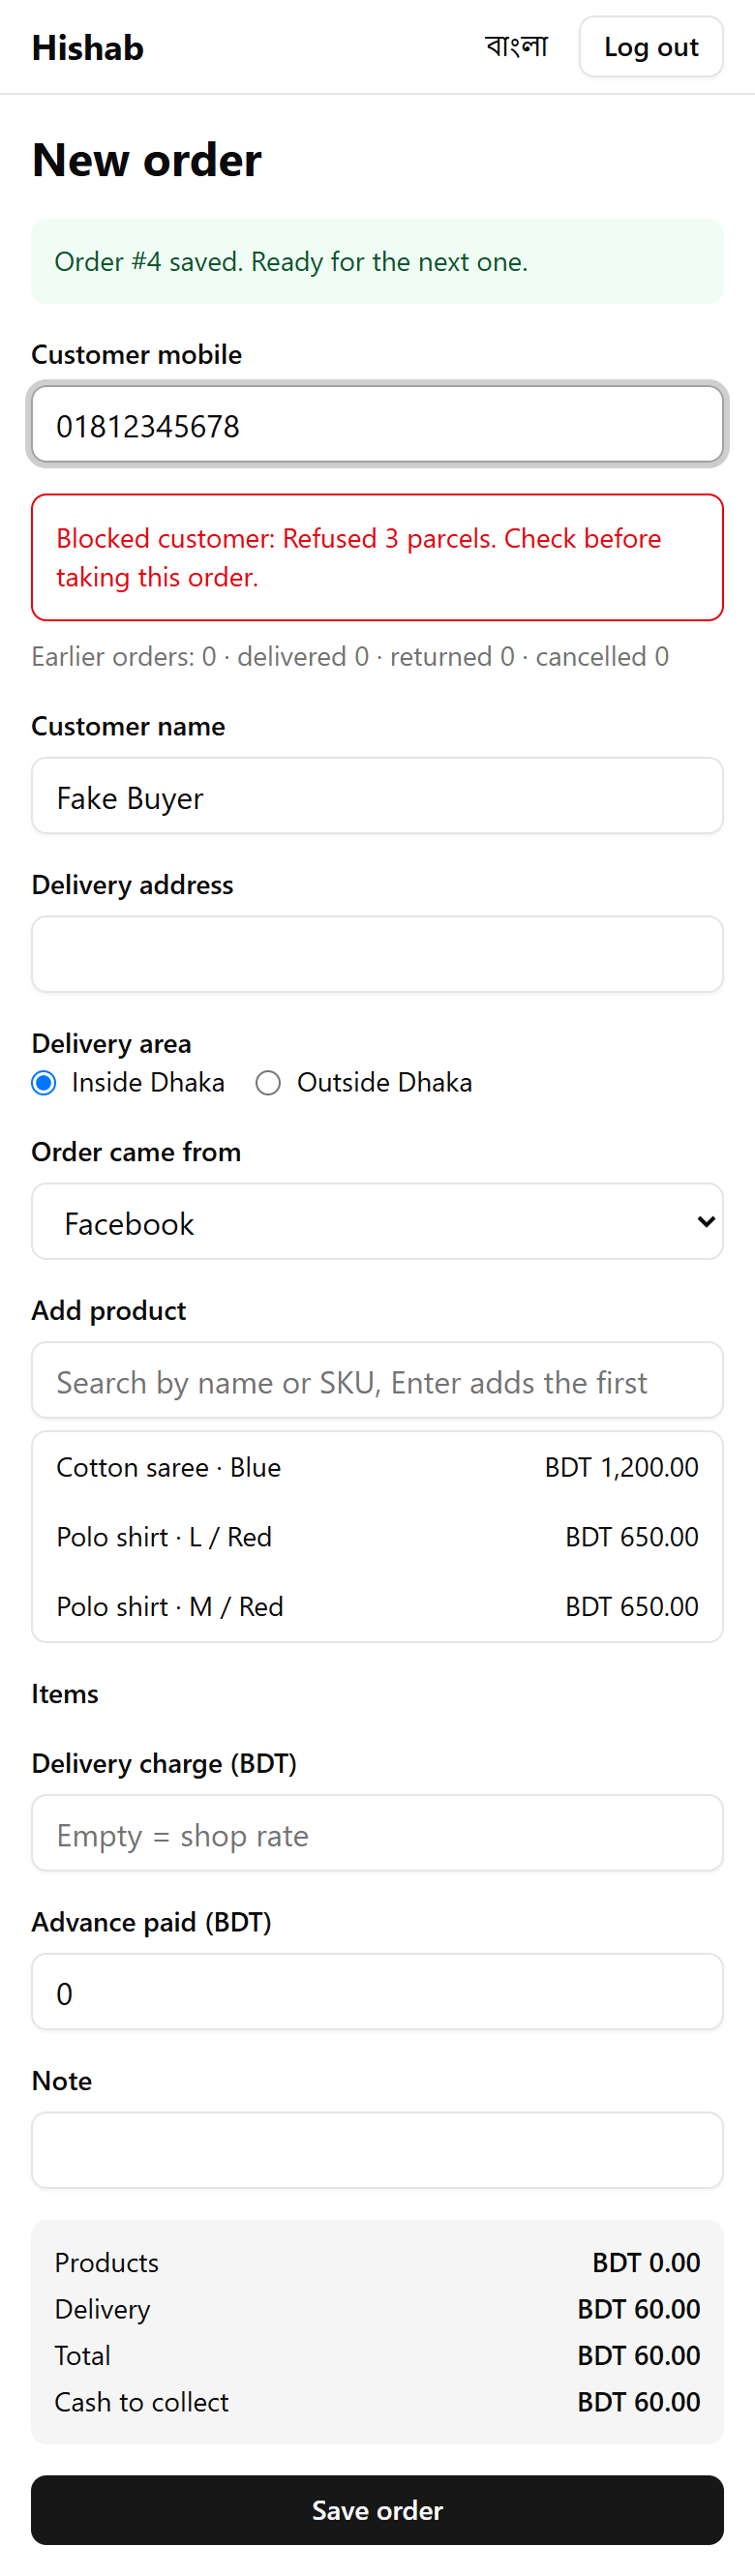 Hishab
বাংলা
Log out
New order
Order #4 saved. Ready for the next one.
Customer mobile
01812345678
Blocked customer: Refused 3 parcels. Check before
taking this order.
Earlier orders: 0 · delivered 0 · returned 0 · cancelled 0
Customer name
Fake Buyer
Delivery address
Delivery area
Inside Dhaka
Outside Dhaka
Order came from
Facebook
Add product
Search by name or SKU, Enter adds the first
Cotton saree · Blue BDT 1,200.00
Polo shirt · L / Red BDT 650.00
Polo shirt · M / Red BDT 650.00
Items
Delivery charge (BDT)
Empty = shop rate
Advance paid (BDT)
0
Note
Products BDT 0.00
Delivery BDT 60.00
Total BDT 60.00
Cash to collect BDT 60.00
Save order